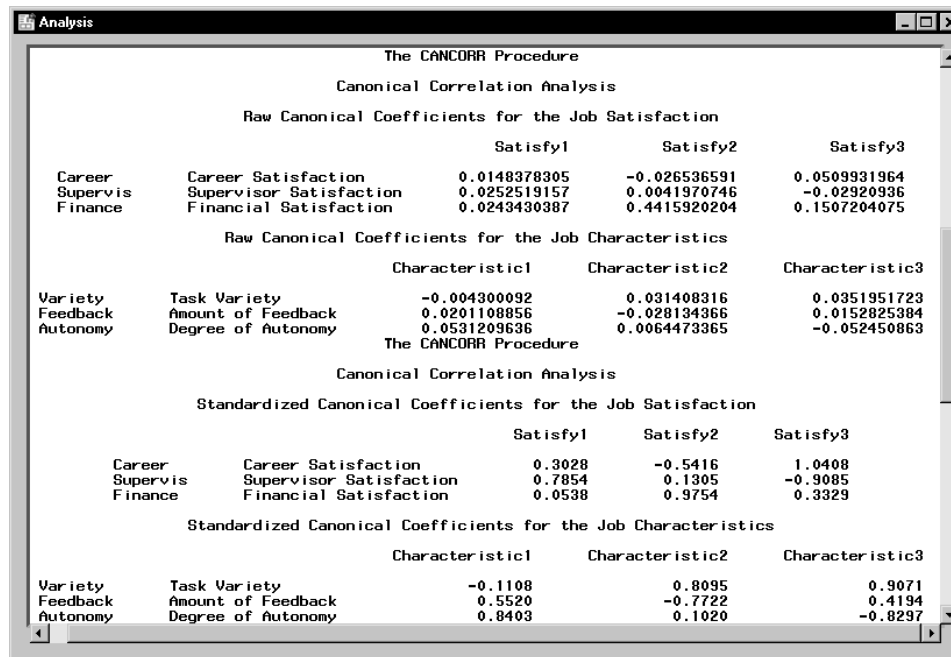 Analysis
The CANCORR Procedure
Canonical Correlation Analysis
Raw Canonical Coefficients for the Job Satisfaction
Satisfy1 Satisfy2 Satisfy3
Career Career Satisfaction 0.0148378305 -0.026536591 0.0509931964
Supervis Supervisor Satisfaction 0.0252519157 0.0041970746 -0.02920936
Finance Financial Satisfaction 0.0243430387 0.4415920204 0.1507204075
Raw Canonical Coefficients for the Job Characteristics
Characteristic1 Characteristic2 Characteristic3
Variety Task Variety -0.004300092 0.031408316 0.0351951723
Feedback Amount of Feedback 0.0201108856 -0.028134366 0.0152825384
Autonomy Degree of Autonomy 0.0531209636 0.0064473365 -0.052450863
The CANCORR Procedure
Canonical Correlation Analysis
Standardized Canonical Coefficients for the Job Satisfaction
Satisfy1 Satisfy2 Satisfy3
Career Career Satisfaction 0.3028 -0.5416 1.0408
Supervis Supervisor Satisfaction 0.7854 0.1305 -0.9085
Finance Financial Satisfaction 0.0538 0.9754 0.3329
Standardized Canonical Coefficients for the Job Characteristics
Characteristic1 Characteristic2 Characteristic3
Variety Task Variety -0.1108 0.8095 0.9071
Feedback Amount of Feedback 0.5520 -0.7722 0.4194
Autonomy Degree of Autonomy 0.8403 0.1020 -0.8297